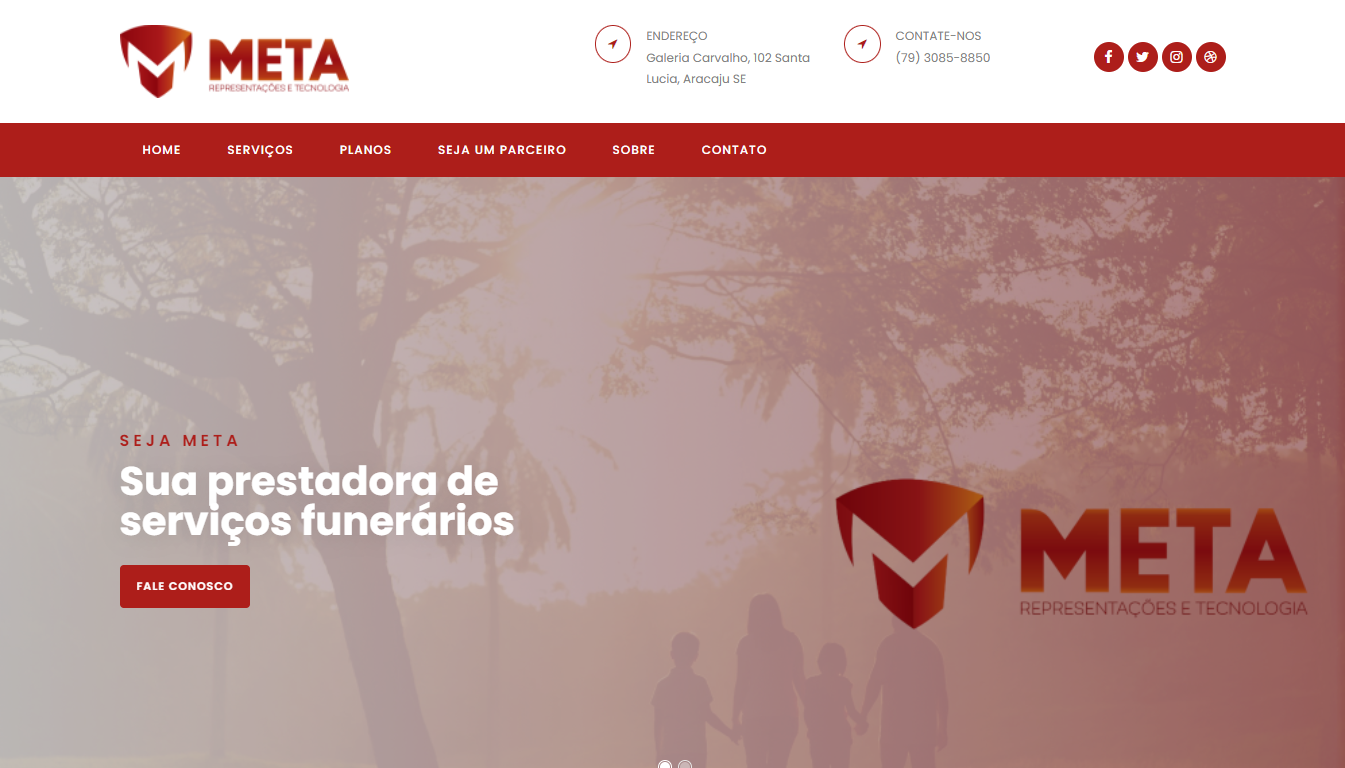 META
REPRESENTAÇÕES E TECNOLOGIA
ENDEREÇO
Galeria Carvalho, 102 Santa
Lucia, Aracaju SE
CONTATE-NOS
(79) 3085-8850
HOME
SERVIÇOS
PLANOS
SEJA UM PARCEIRO
SOBRE
CONTATO
SEJA META
Sua prestadora de
serviços funerários
FALE CONOSCO
META
REPRESENTAÇÕES E TECNOLOGIA